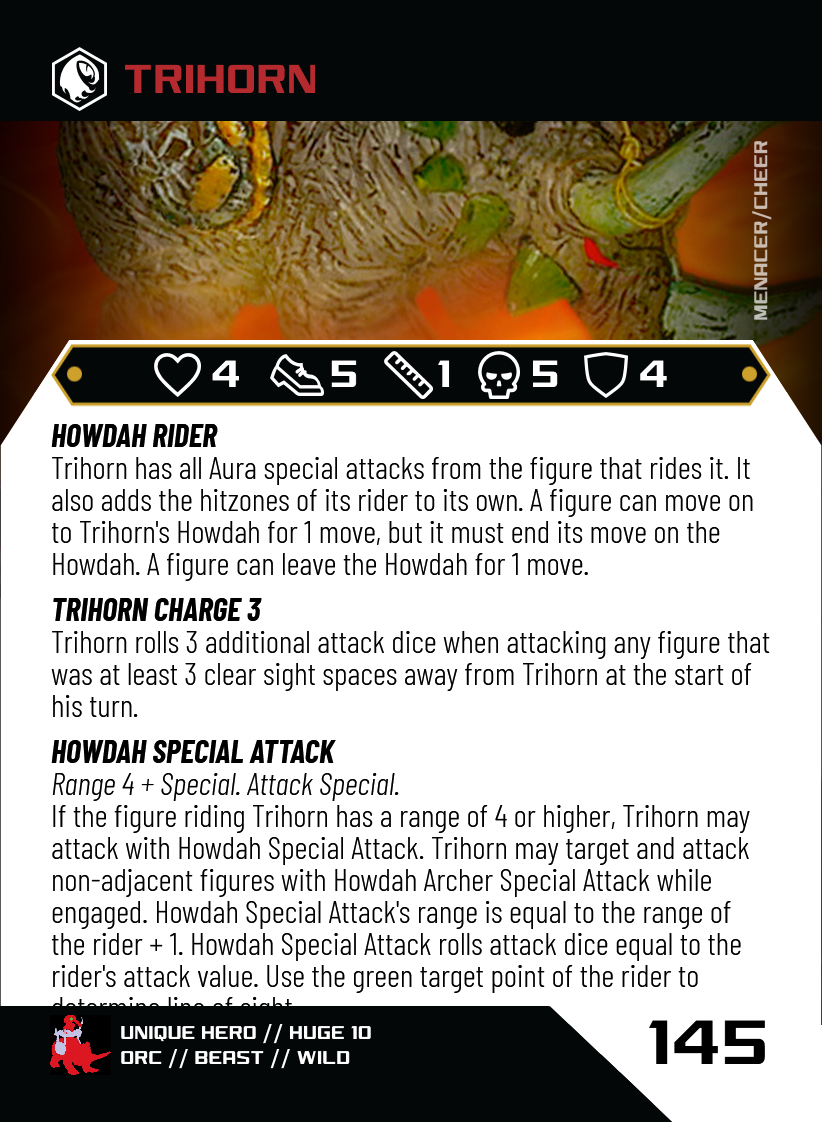 TRIHORN
MENACER/CHEER
4 5 1 5 4
HOWDAH RIDER
Trihorn has all Aura special attacks from the figure that rides it. It
also adds the hitzones of its rider to its own. A figure can move on
to Trihorn's Howdah for 1 move, but it must end its move on the
Howdah. A figure can leave the Howdah for 1 move.
TRIHORN CHARGE 3
Trihorn rolls 3 additional attack dice when attacking any figure that
was at least 3 clear sight spaces away from Trihorn at the start of
his turn.
HOWDAH SPECIAL ATTACK
Range 4 + Special. Attack Special.
If the figure riding Trihorn has a range of 4 or higher, Trihorn may
attack with Howdah Special Attack. Trihorn may target and attack
non-adjacent figures with Howdah Archer Special Attack while
engaged. Howdah Special Attack's range is equal to the range of
the rider + 1. Howdah Special Attack rolls attack dice equal to the
rider's attack value. Use the green target point of the rider to
determine line of sight.
UNIQUE HERO // HUGE 10
ORC // BEAST // WILD
145